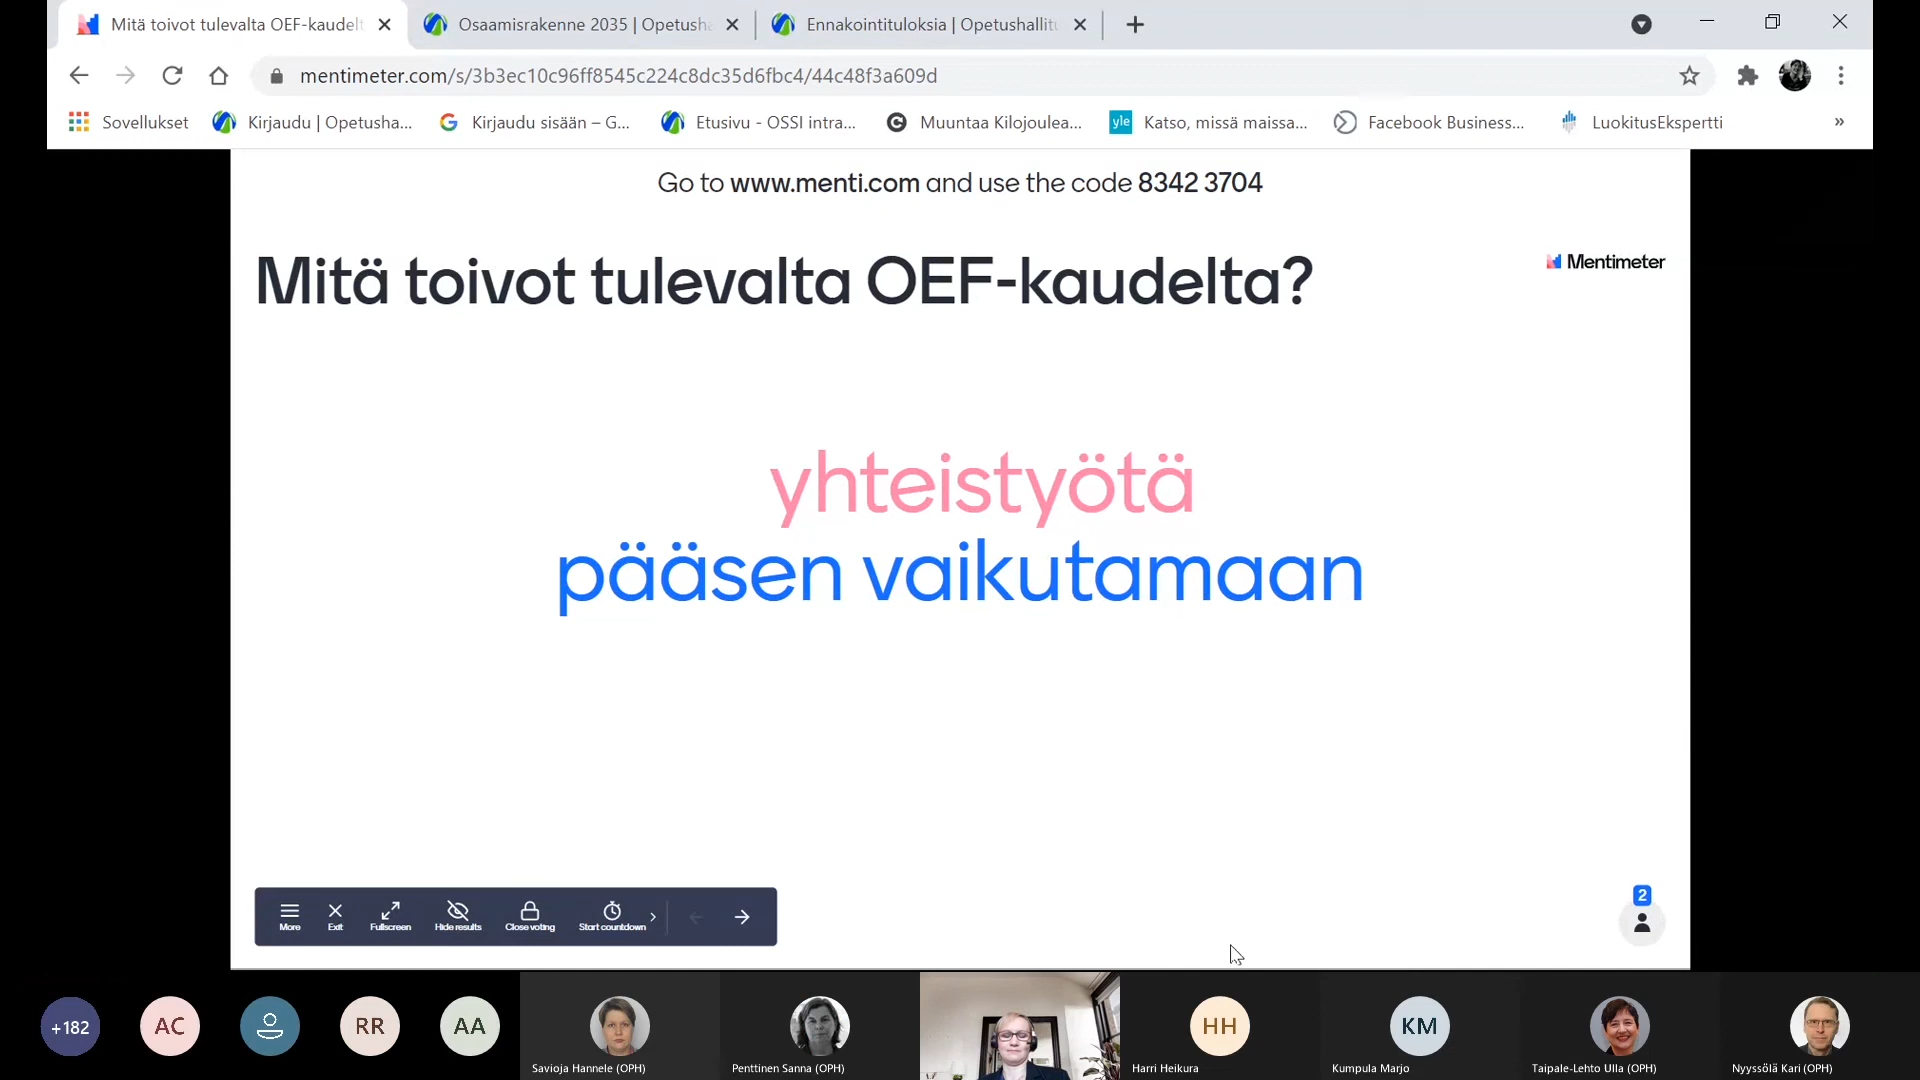 Mitä toivot tulevalta OEF-kaudelt
Osaamisrakenne 2035 | Opetusha
Ennakointituloksia | Opetushallitu
mentimeter.com/s/3b3ec10c96ff8545c224c8dc35d6fbc4/44c48f3a609d
Sovellukset
Kirjaudu | Opetusha...
Kirjaudu sisään – G...
Etusivu - OSSI intra...
Muuntaa Kilojoulea...
yle
Katso, missä maissa...
Facebook Business...
LuokitusEkspertti
»
Go to www.menti.com and use the code 8342 3704
Mitä toivot tulevalta OEF-kaudelta?
Mentimeter
yhteistyötä
pääsen vaikutamaan
More
Exit
Fullscreen
Hide results
Close voting
Start countdown
2
+182
AC
RR
AA
HH
KM
Savioja Hannele (OPH)
Penttinen Sanna (OPH)
Harri Heikura
Kumpula Marjo
Taipale-Lehto Ulla (OPH)
Nyyssölä Kari (OPH)